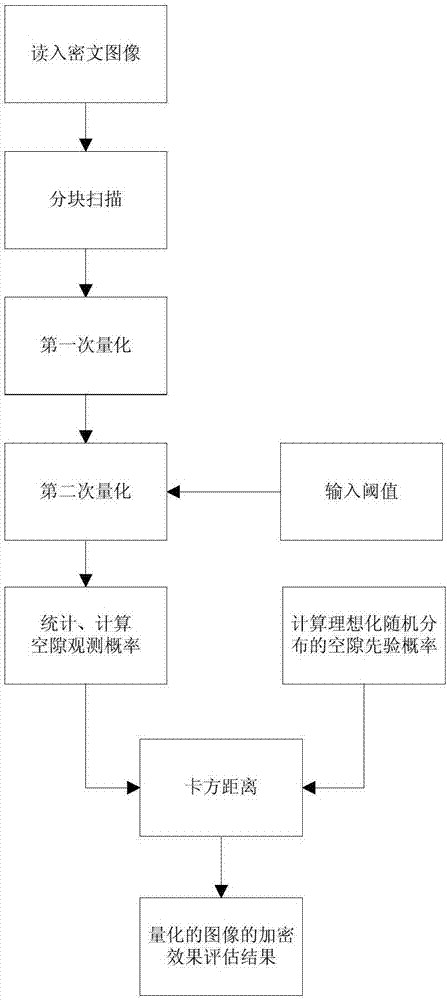 读入密文图像
分块扫描
第一次量化
第二次量化
输入阈值
统计、计算
空隙观测概率
计算理想化随机分
布的空隙先验概率
卡方距离
量化的图像的加密
效果评估结果